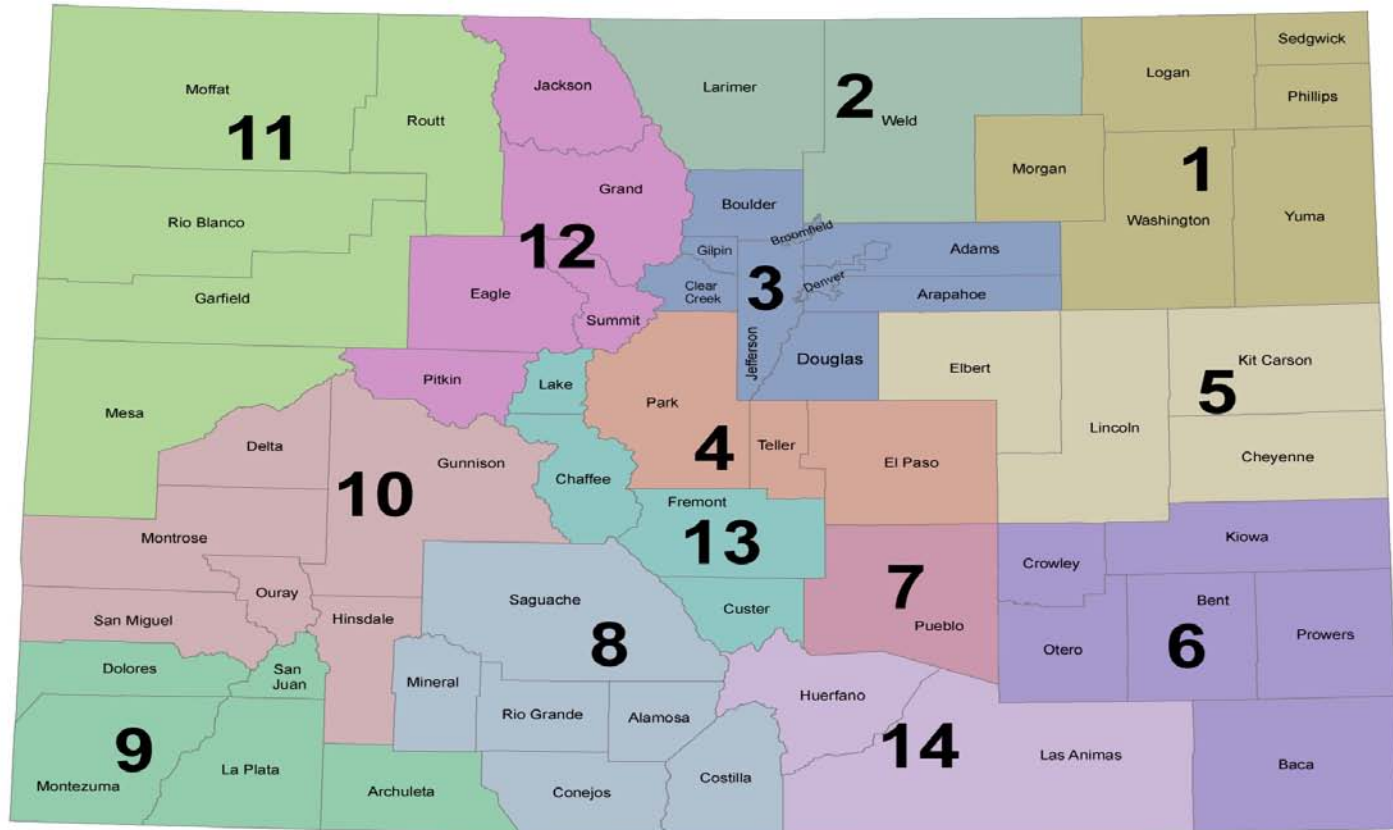 Sedgwick
Logan
Jackson
Moffat
Larimer
2
Phillips
Weld
Routt
11
Morgan
1
Grand
Boulder
Washington
Yuma
Rio Blanco
12
Broomfield
Gilpin
Adams
Denver
3
Clear
Creek
Arapahoe
Eagle
Garfield
Summit
Jefferson
Douglas
Kit Carson
Elbert
5
Pitkin
Lake
Park
Mesa
Lincoln
Delta
Gunnison
4
Teller
El Paso
Cheyenne
Chaffee
10
Fremont
Montrose
13
Kiowa
Crowley
Ouray
7
Saguache
Custer
Bent
Hinsdale
San Miguel
Pueblo
8
6
Prowers
Otero
Dolores
San
Juan
Mineral
Huerfano
Rio Grande
Alamosa
9
14
Las Animas
La Plata
Costilla
Baca
Montezuma
Archuleta
Conejos